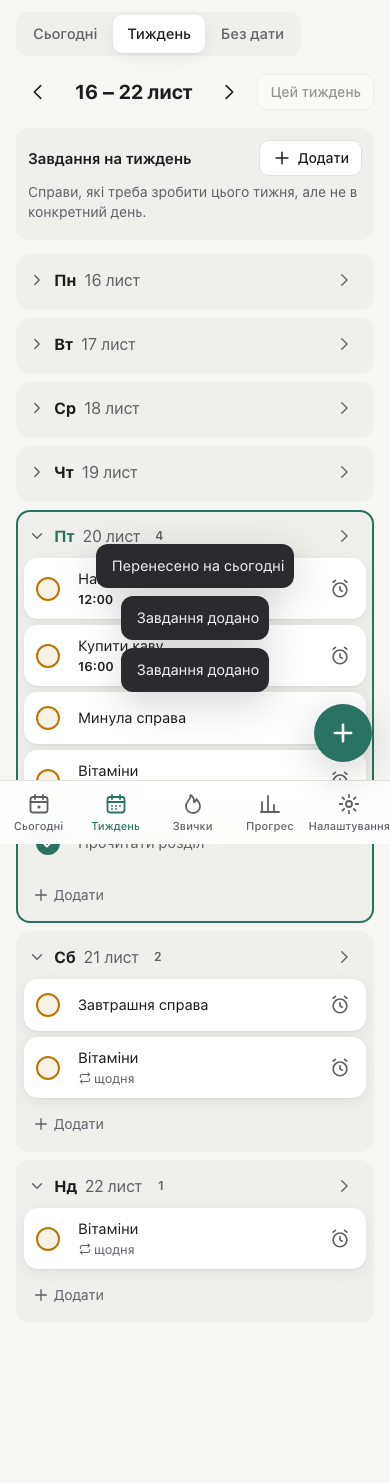 Сьогодні Тиждень Без дати
16 – 22 лист Цей тиждень
Завдання на тиждень Додати
Справи, які треба зробити цього тижня, але не в
конкретний день.
Пн 16 лист
Вт 17 лист
Ср 18 лист
Чт 19 лист
Пт 20 лист 4
Перенесено на сьогодні
12:00
Завдання додано
Купити каву
16:00
Завдання додано
Минула справа
Вітаміни
Сьогодні Тиждень Звички Прогрес Налаштування
Прочитати розділ
Додати
Сб 21 лист 2
Завтрашня справа
Вітаміни
щодня
Додати
Нд 22 лист 1
Вітаміни
щодня
Додати